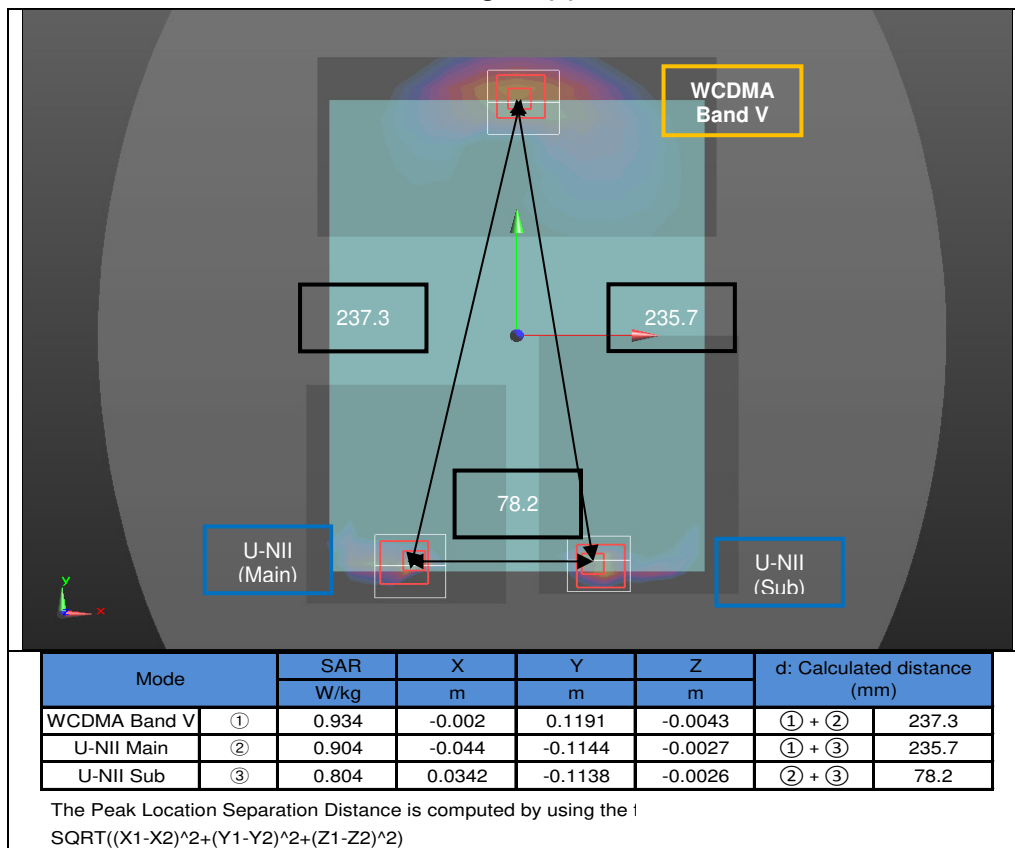 WCDMA
Band V
237.3
235.7
78.2
U-NII
(Main)
U-NII
(Sub)
y
x
Mode SAR X Y Z d: Calculated distance
W/kg m m m (mm)
WCDMA Band V ① 0.934 -0.002 0.1191 -0.0043 ① + ② 237.3
U-NII Main ② 0.904 -0.044 -0.1144 -0.0027 ① + ③ 235.7
U-NII Sub ③ 0.804 0.0342 -0.1138 -0.0026 ② + ③ 78.2
The Peak Location Separation Distance is computed by using the
SQRT((X1-X2)^2+(Y1-Y2)^2+(Z1-Z2)^2)